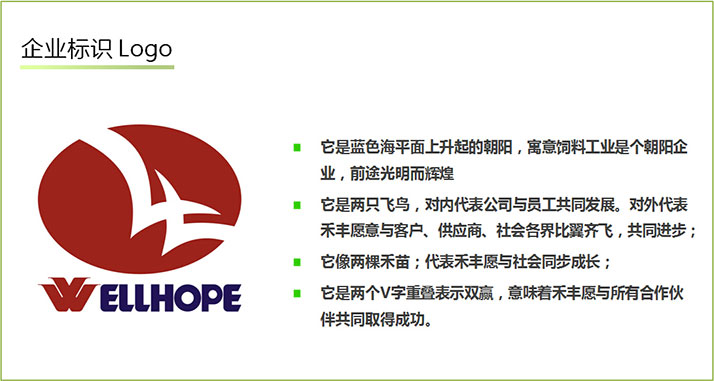 企业标识 Logo
它是蓝色海平面上升起的朝阳，寓意饲料工业是个朝阳企
业，前途光明而辉煌
它是两只飞鸟，对内代表公司与员工共同发展。对外代表
禾丰愿意与客户、供应商、社会各界比翼齐飞，共同进步；
它像两棵禾苗；代表禾丰愿与社会同步成长；
它是两个V字重叠表示双赢，意味着禾丰愿与所有合作伙
伴共同取得成功。
WELLHOPE